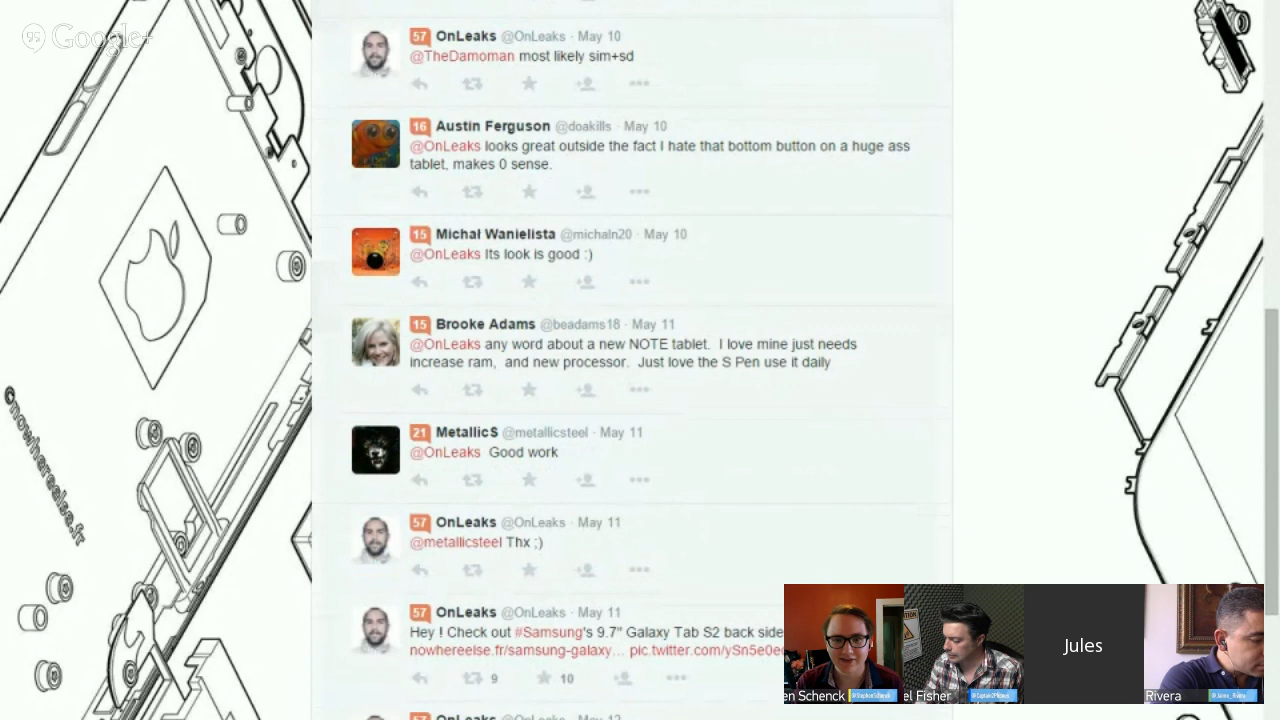 Google+
57 OnLeaks @OnLeaks · May 10
@TheDamoman most likely sim+sd
16 Austin Ferguson @doakills · May 10
@OnLeaks looks great outside the fact I hate that bottom button on a huge ass
tablet, makes 0 sense.
15 Michał Wanielista @michaln20 · May 10
@OnLeaks Its look is good :)
15 Brooke Adams @beadams18 · May 11
@OnLeaks any word about a new NOTE tablet. I love mine just needs
increase ram, and new processor. Just love the S Pen use it daily
21 Metallic$ @metallicsteel · May 11
@OnLeaks Good work
57 OnLeaks @OnLeaks · May 11
@metallicsteel Thx ;)
57 OnLeaks @OnLeaks · May 11
Hey ! Check out #Samsung's 9.7" Galaxy Tab S2 back side
nowhereelse.fr/samsung-galaxy… pic.twitter.com/ySn5e0e
9 10
57 OnLeaks @OnLeaks · May 12
©nowhereelse.fr
en Schenck @StephenSchenck
el Fisher @Captain2Phones
Jules
Rivera @Jaime_Rivera